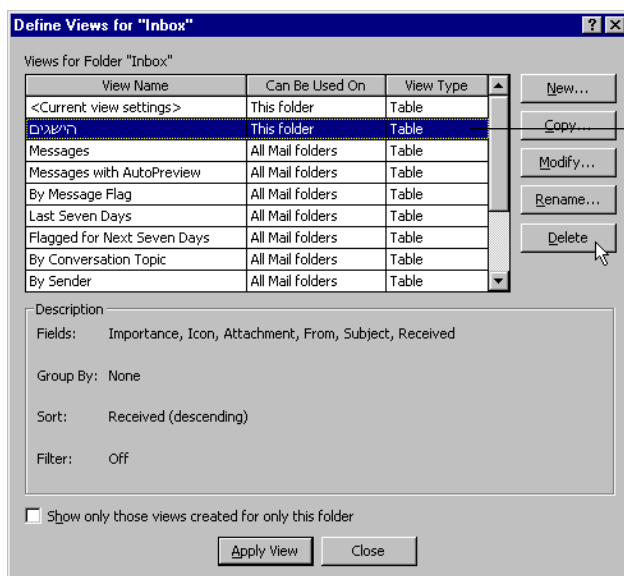 Define Views for "Inbox"
Views for Folder "Inbox"
View Name Can Be Used On View Type
<Current view settings> This folder Table
הישגים This folder Table
Messages All Mail folders Table
Messages with AutoPreview All Mail folders Table
By Message Flag All Mail folders Table
Last Seven Days All Mail folders Table
Flagged for Next Seven Days All Mail folders Table
By Conversation Topic All Mail folders Table
By Sender All Mail folders Table
New...
Copy...
Modify...
Rename...
Delete
Description
Fields: Importance, Icon, Attachment, From, Subject, Received
Group By: None
Sort: Received (descending)
Filter: Off
Show only those views created for only this folder
Apply View Close